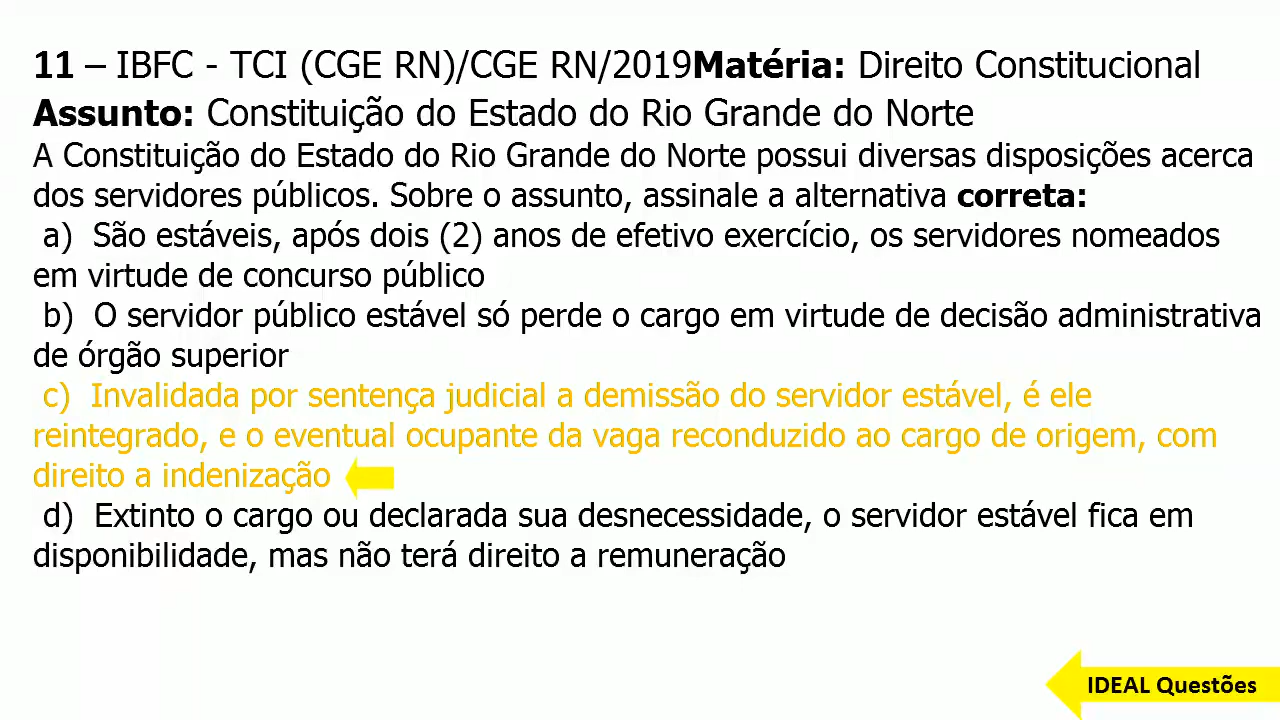 11 – IBFC - TCI (CGE RN)/CGE RN/2019Matéria: Direito Constitucional
Assunto: Constituição do Estado do Rio Grande do Norte
A Constituição do Estado do Rio Grande do Norte possui diversas disposições acerca
dos servidores públicos. Sobre o assunto, assinale a alternativa correta:
a) São estáveis, após dois (2) anos de efetivo exercício, os servidores nomeados
em virtude de concurso público
b) O servidor público estável só perde o cargo em virtude de decisão administrativa
de órgão superior
c) Invalidada por sentença judicial a demissão do servidor estável, é ele
reintegrado, e o eventual ocupante da vaga reconduzido ao cargo de origem, com
direito a indenização
d) Extinto o cargo ou declarada sua desnecessidade, o servidor estável fica em
disponibilidade, mas não terá direito a remuneração
IDEAL Questões